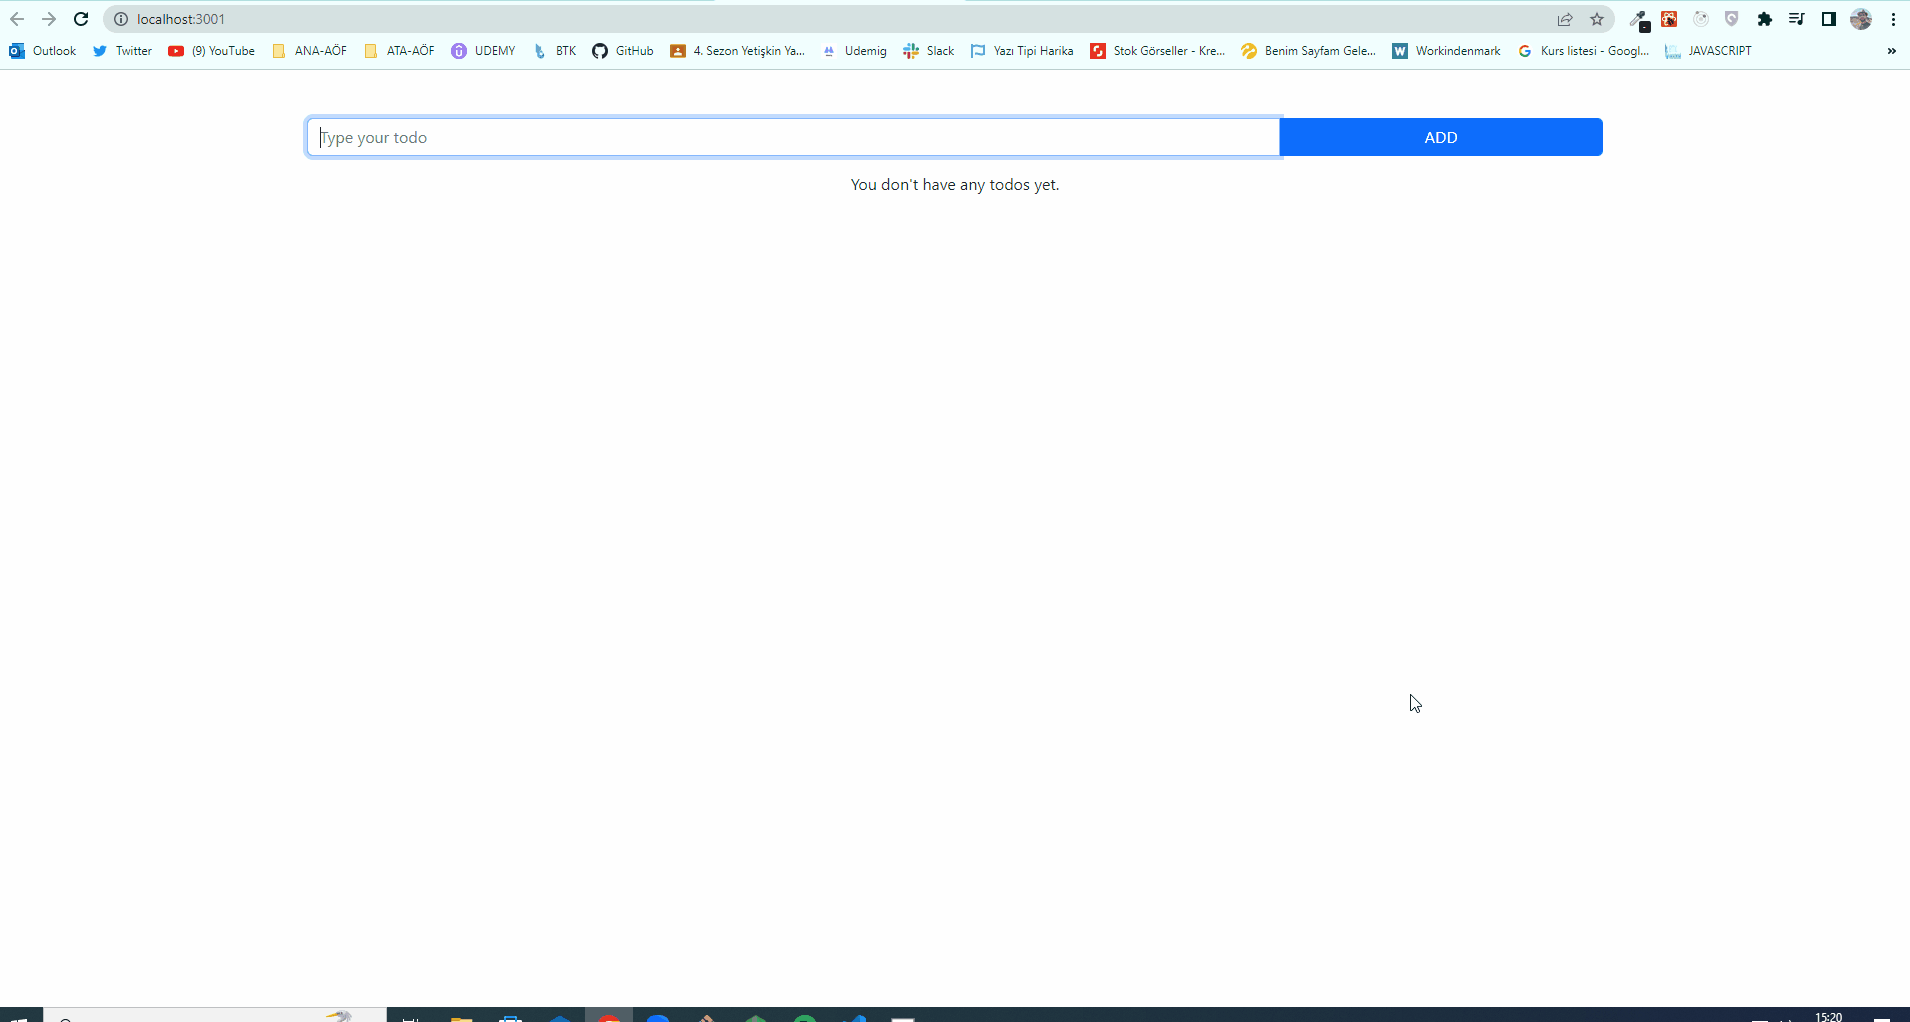 localhost:3001
Outlook Twitter (9) YouTube ANA-AÖF ATA-AÖF UDEMY BTK GitHub 4. Sezon Yetişkin Ya... Udemig Slack Yazı Tipi Harika Stok Görseller - Kre... Benim Sayfam Gele... Workindenmark Kurs listesi - Googl... JAVASCRIPT »
Type your todo ADD
You don't have any todos yet.
15:20